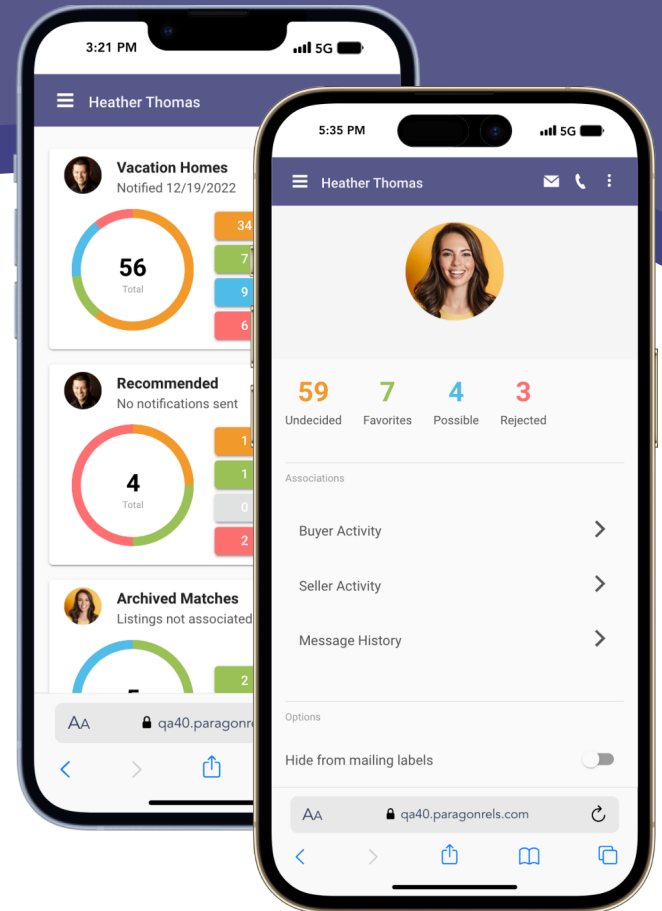 3:21 PM
5G
Heather Thomas
Vacation Homes
Notified 12/19/2022
56
Total
34
7
9
6
Recommended
No notifications sent
4
Total
1
1
0
2
Archived Matches
Listings not associated
2
AA
qa40.paragonre
5:35 PM
5G
Heather Thomas
59 7 4 3
Undecided Favorites Possible Rejected
Associations
Buyer Activity
Seller Activity
Message History
Options
Hide from mailing labels
AA
qa40.paragonrels.com